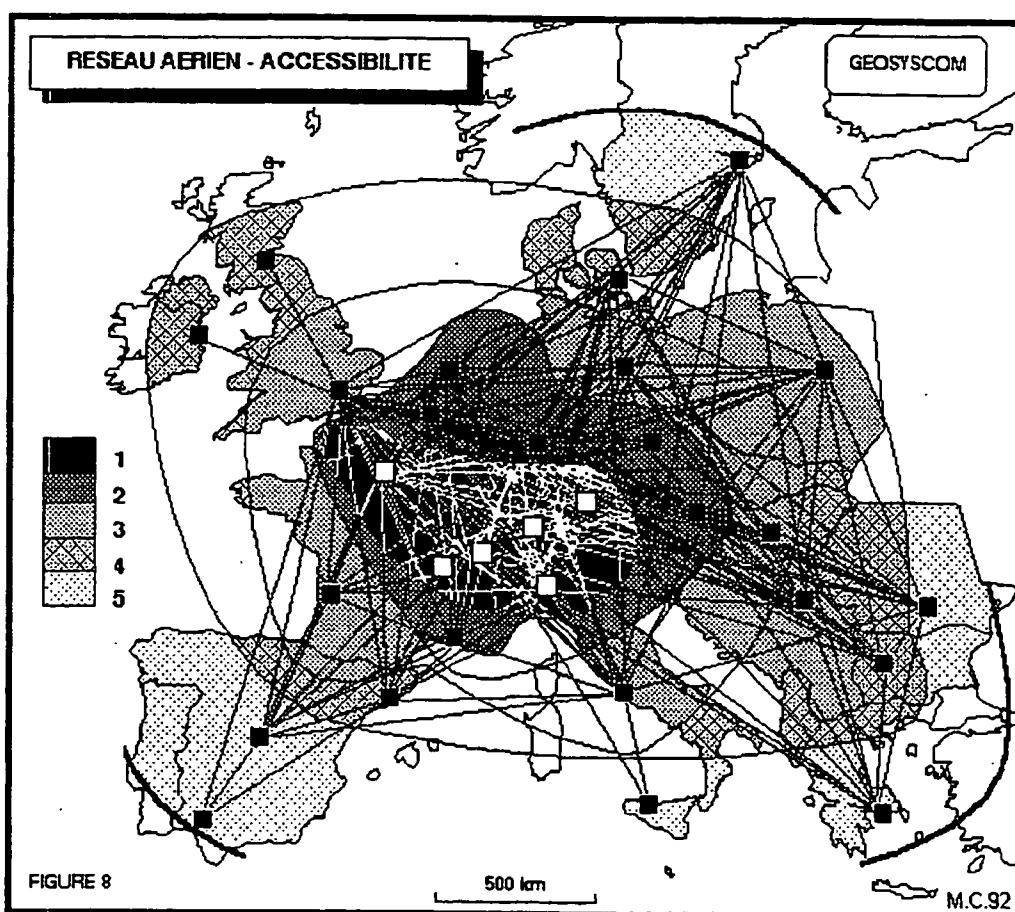 RESEAU AERIEN - ACCESSIBILITE
GEOSYSCOM
1
2
3
4
5
FIGURE 8
500 km
M.C.92